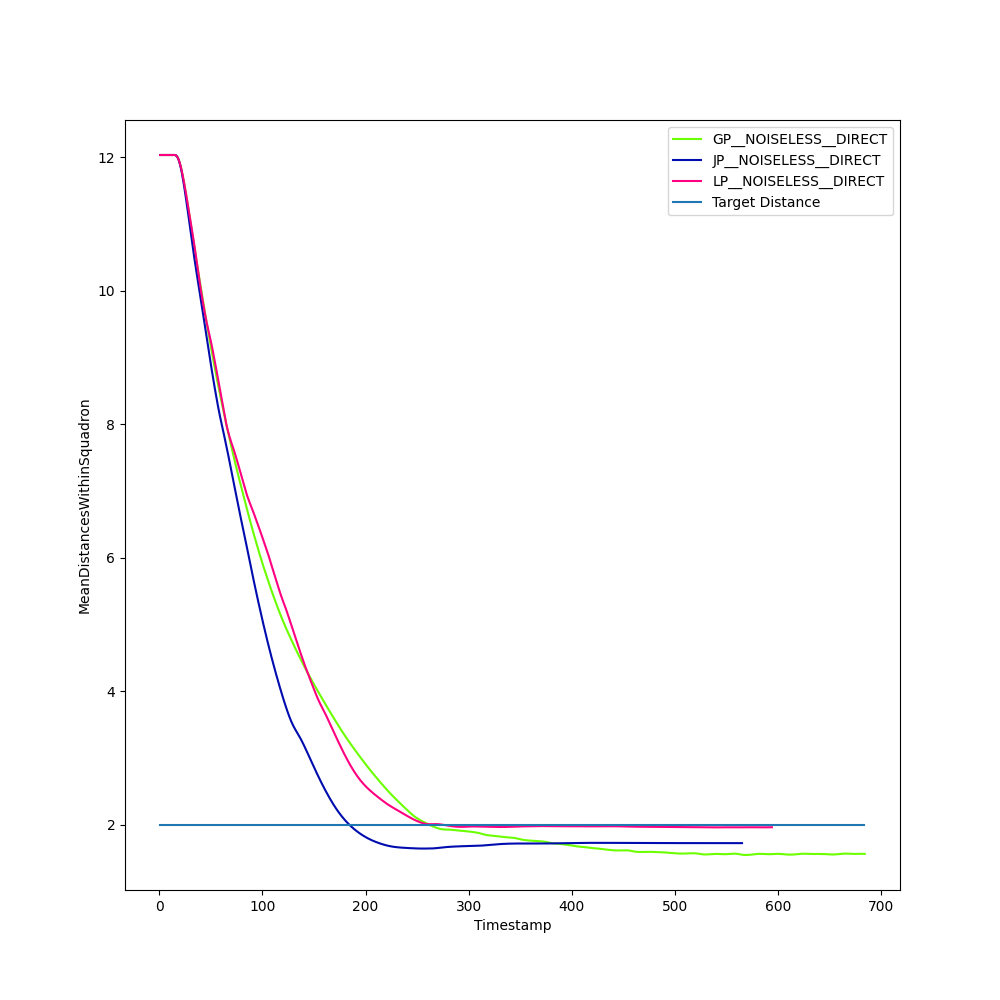 GP__NOISELESS__DIRECT
JP__NOISELESS__DIRECT
LP__NOISELESS__DIRECT
Target Distance
MeanDistancesWithinSquadron
12
10
8
6
4
2
0 100 200 300 400 500 600 700
Timestamp